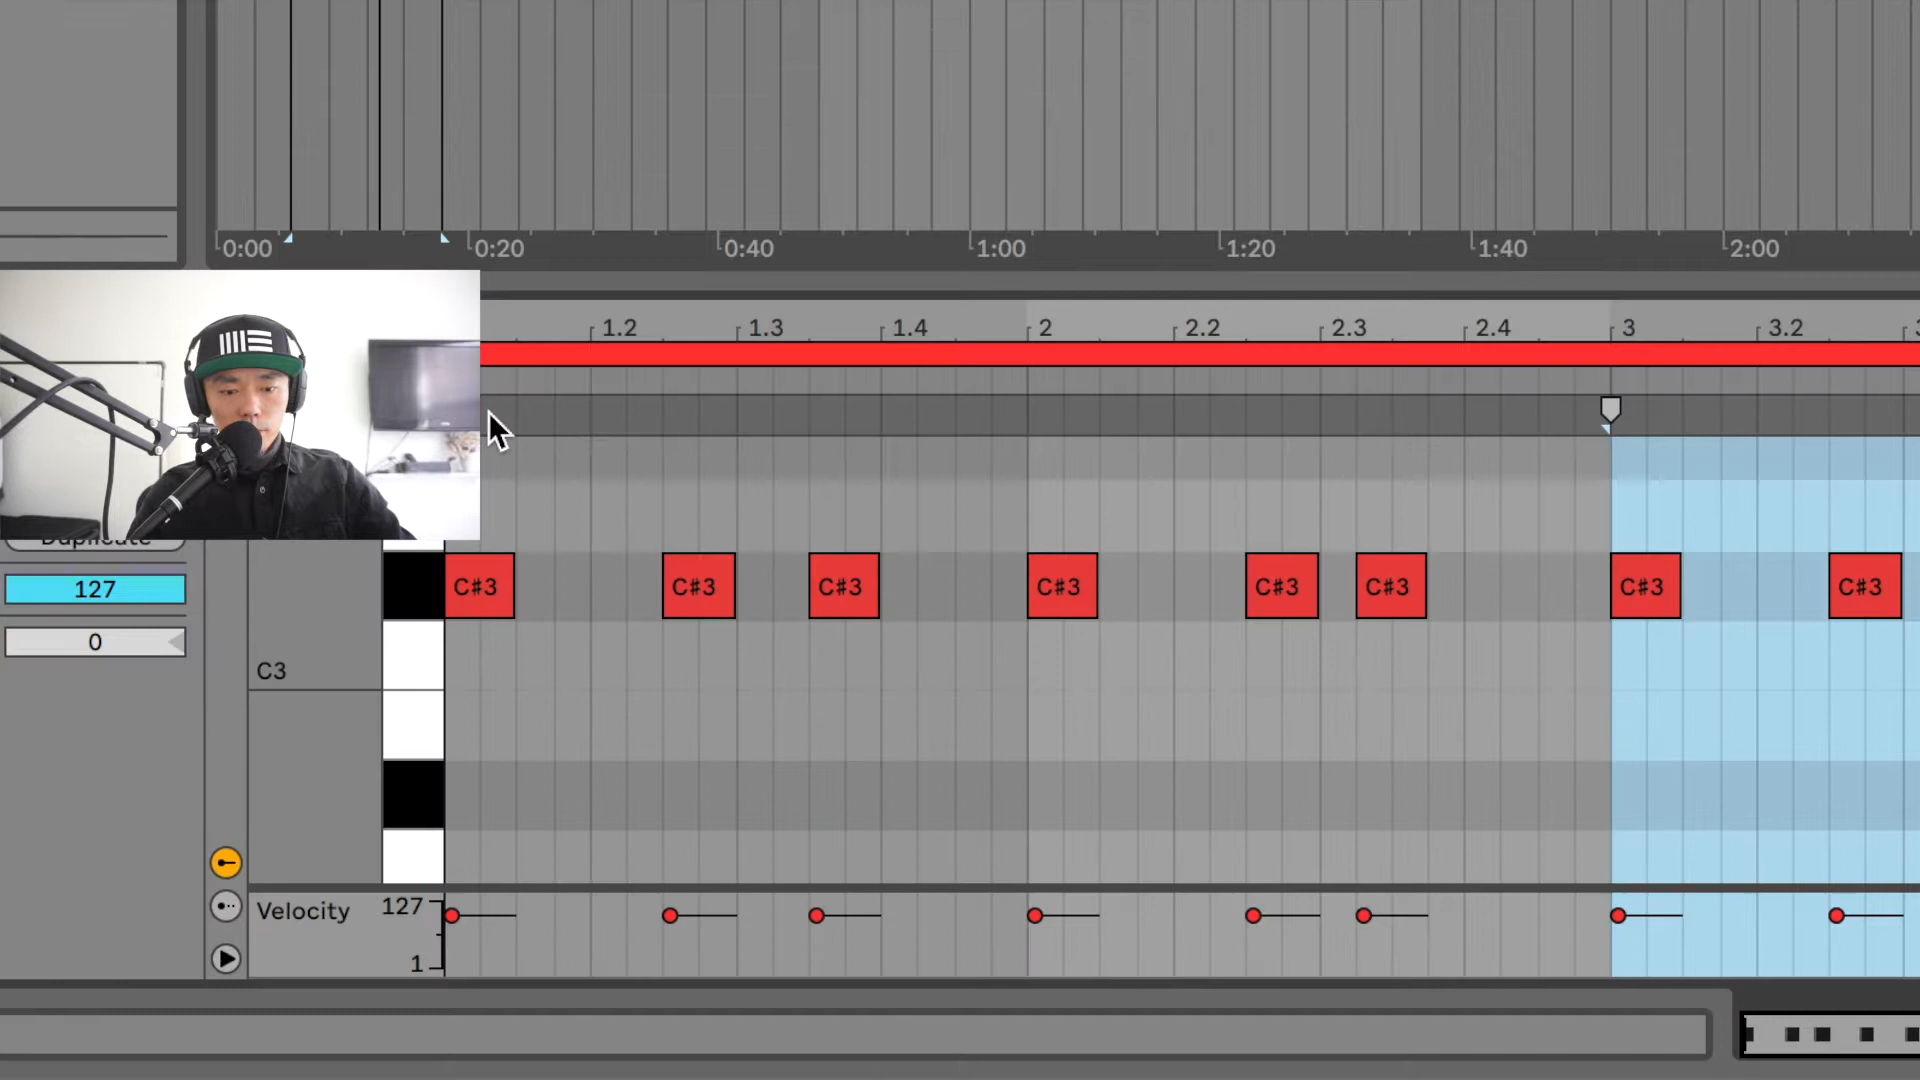 0:00 0:20 0:40 1:00 1:20 1:40 2:00
1.2 1.3 1.4 2 2.2 2.3 2.4 3 3.2
127
0
C♯3 C♯3 C♯3 C♯3 C♯3 C♯3 C♯3 C♯3
C3
Velocity 127
1